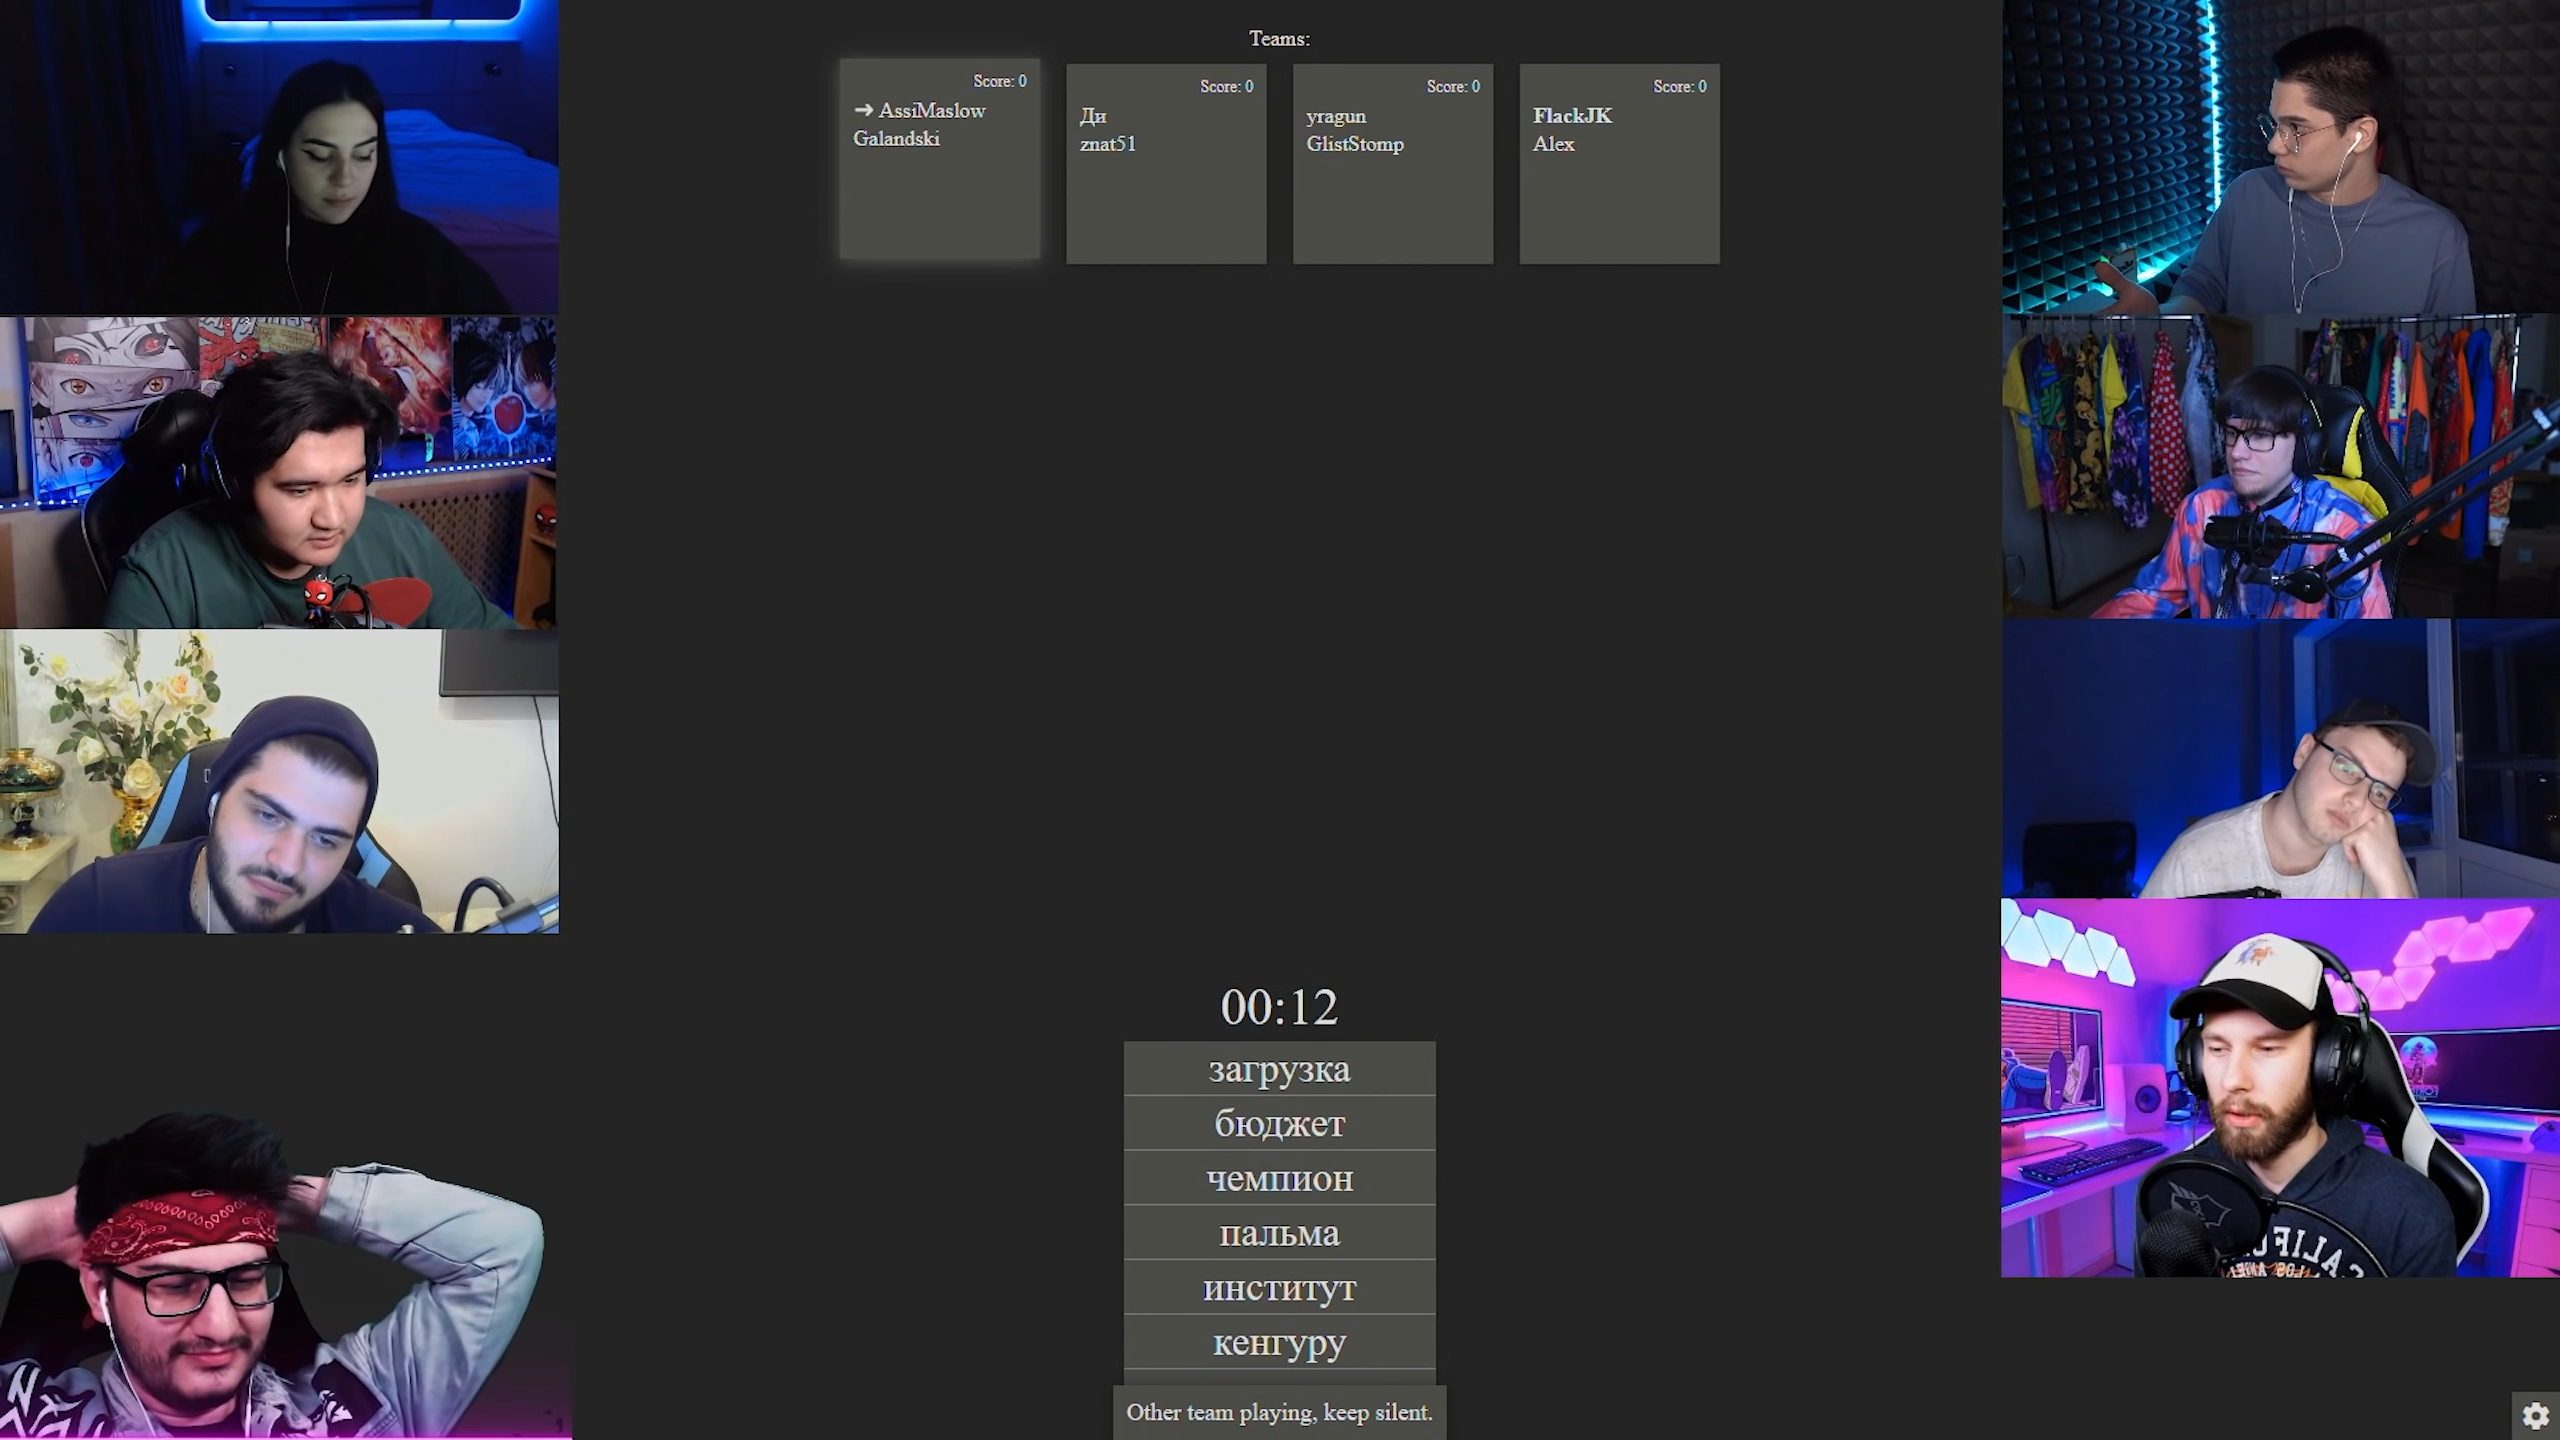 Teams:
Score: 0
➔ AssiMaslow
Galandski
Score: 0
Ди
znat51
Score: 0
yragun
GlistStomp
Score: 0
FlackJK
Alex
00:12
загрузка
бюджет
чемпион
пальма
институт
кенгуру
Other team playing, keep silent.